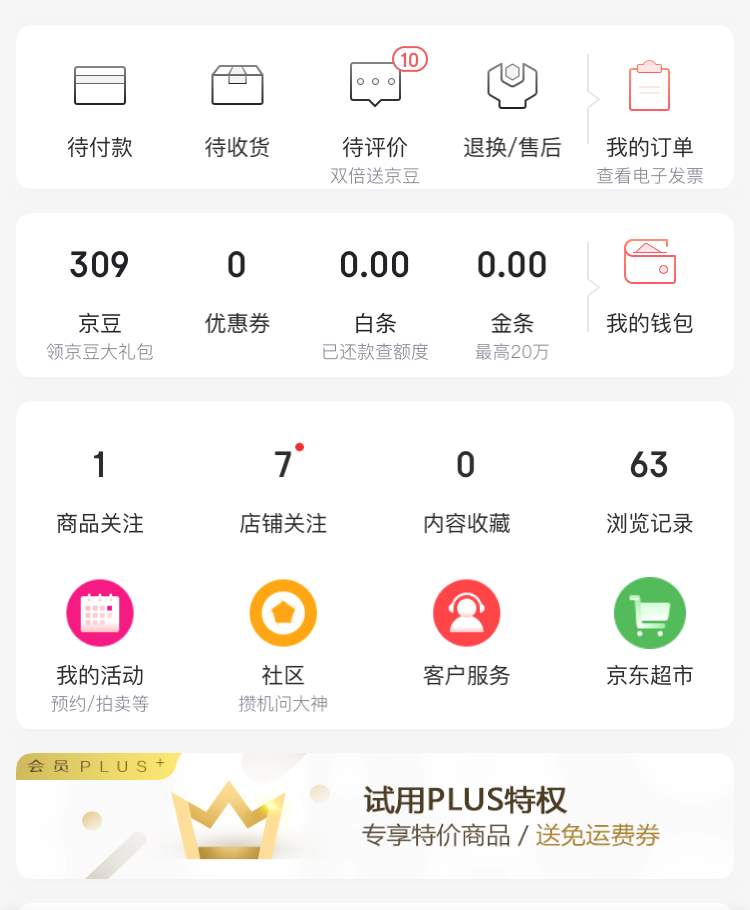 10
待付款 待收货 待评价 退换/售后 我的订单
双倍送京豆 查看电子发票
309 0 0.00 0.00
京豆 优惠券 白条 金条 我的钱包
领京豆大礼包 已还款查额度 最高20万
1 7 0 63
商品关注 店铺关注 内容收藏 浏览记录
我的活动 社区 客户服务 京东超市
预约/拍卖等 攒机问大神
会员PLUS+
试用PLUS特权
专享特价商品 / 送免运费券